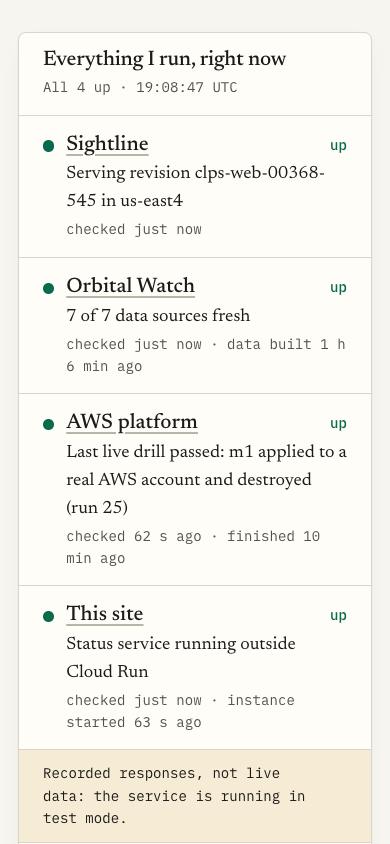 Everything I run, right now
All 4 up · 19:08:47 UTC
Sightline
up
Serving revision clps-web-00368-
545 in us-east4
checked just now
Orbital Watch
up
7 of 7 data sources fresh
checked just now · data built 1 h
6 min ago
AWS platform
up
Last live drill passed: m1 applied to a
real AWS account and destroyed
(run 25)
checked 62 s ago · finished 10
min ago
This site
up
Status service running outside
Cloud Run
checked just now · instance
started 63 s ago
Recorded responses, not live
data: the service is running in
test mode.